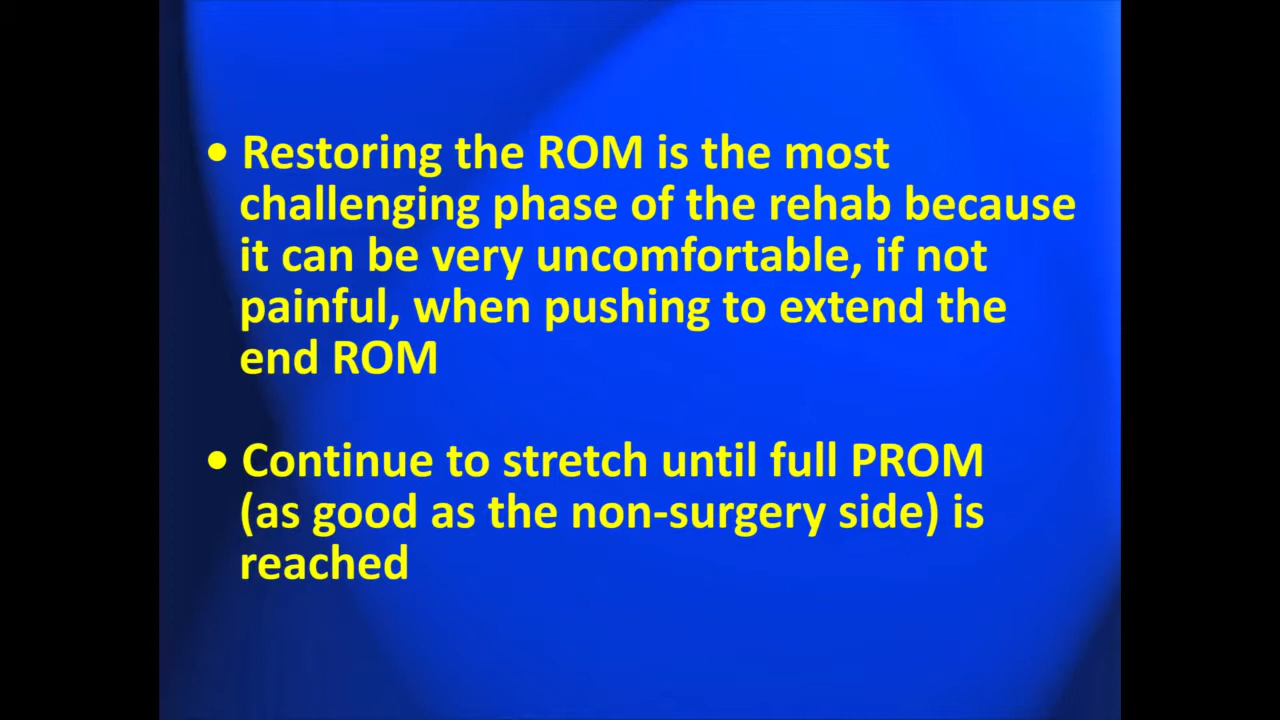 • Restoring the ROM is the most
challenging phase of the rehab because
it can be very uncomfortable, if not
painful, when pushing to extend the
end ROM
• Continue to stretch until full PROM
(as good as the non-surgery side) is
reached